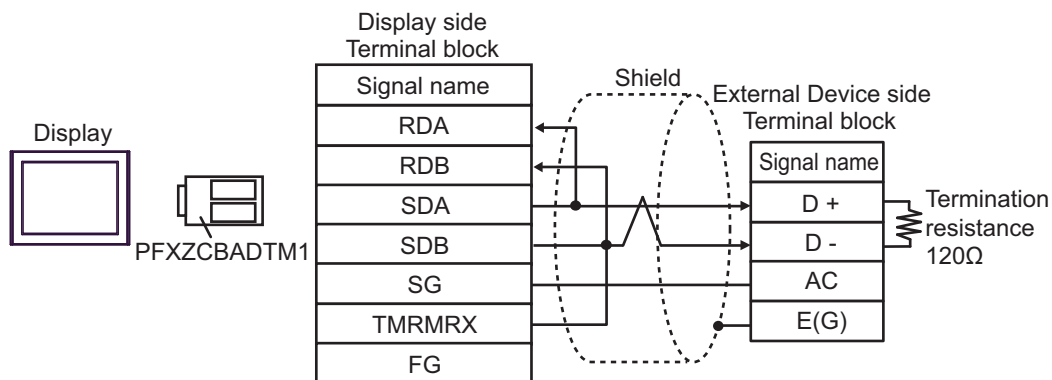 Display side
Terminal block
Signal name
RDA
RDB
SDA
SDB
SG
TMRMRX
FG
Shield
External Device side
Terminal block
Signal name
D +
D -
AC
E(G)
Termination
resistance
120Ω
Display
PFXZCBADTM1